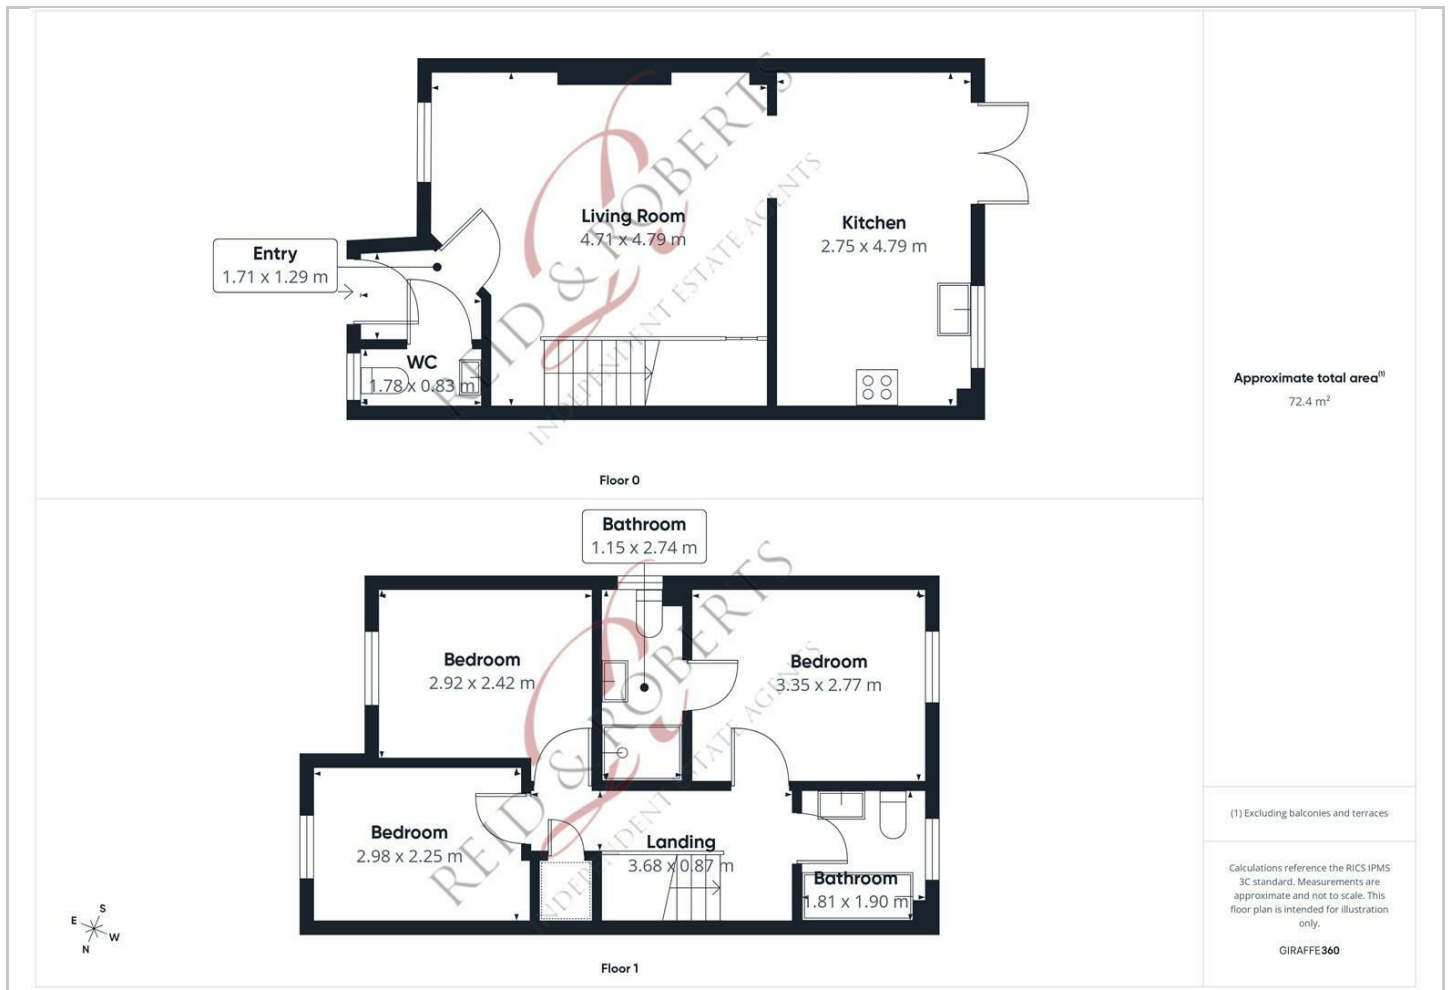 Entry
1.71 x 1.29 m
Living Room
4.71 x 4.79 m
Kitchen
2.75 x 4.79 m
WC
1.78 x 0.83 m
REID & ROBERTS
INDEPENDENT ESTATE AGENTS
Floor 0
Bathroom
1.15 x 2.74 m
Bedroom
2.92 x 2.42 m
Bedroom
3.35 x 2.77 m
Bedroom
2.98 x 2.25 m
Landing
3.68 x 0.87 m
Bathroom
1.81 x 1.90 m
REID & ROBERTS
INDEPENDENT ESTATE AGENTS
S
E
W
N
Floor 1
Approximate total area(1)
72.4 m²
(1) Excluding balconies and terraces
Calculations reference the RICS IPMS
3C standard. Measurements are
approximate and not to scale. This
floor plan is intended for illustration
only.
GIRAFFE360